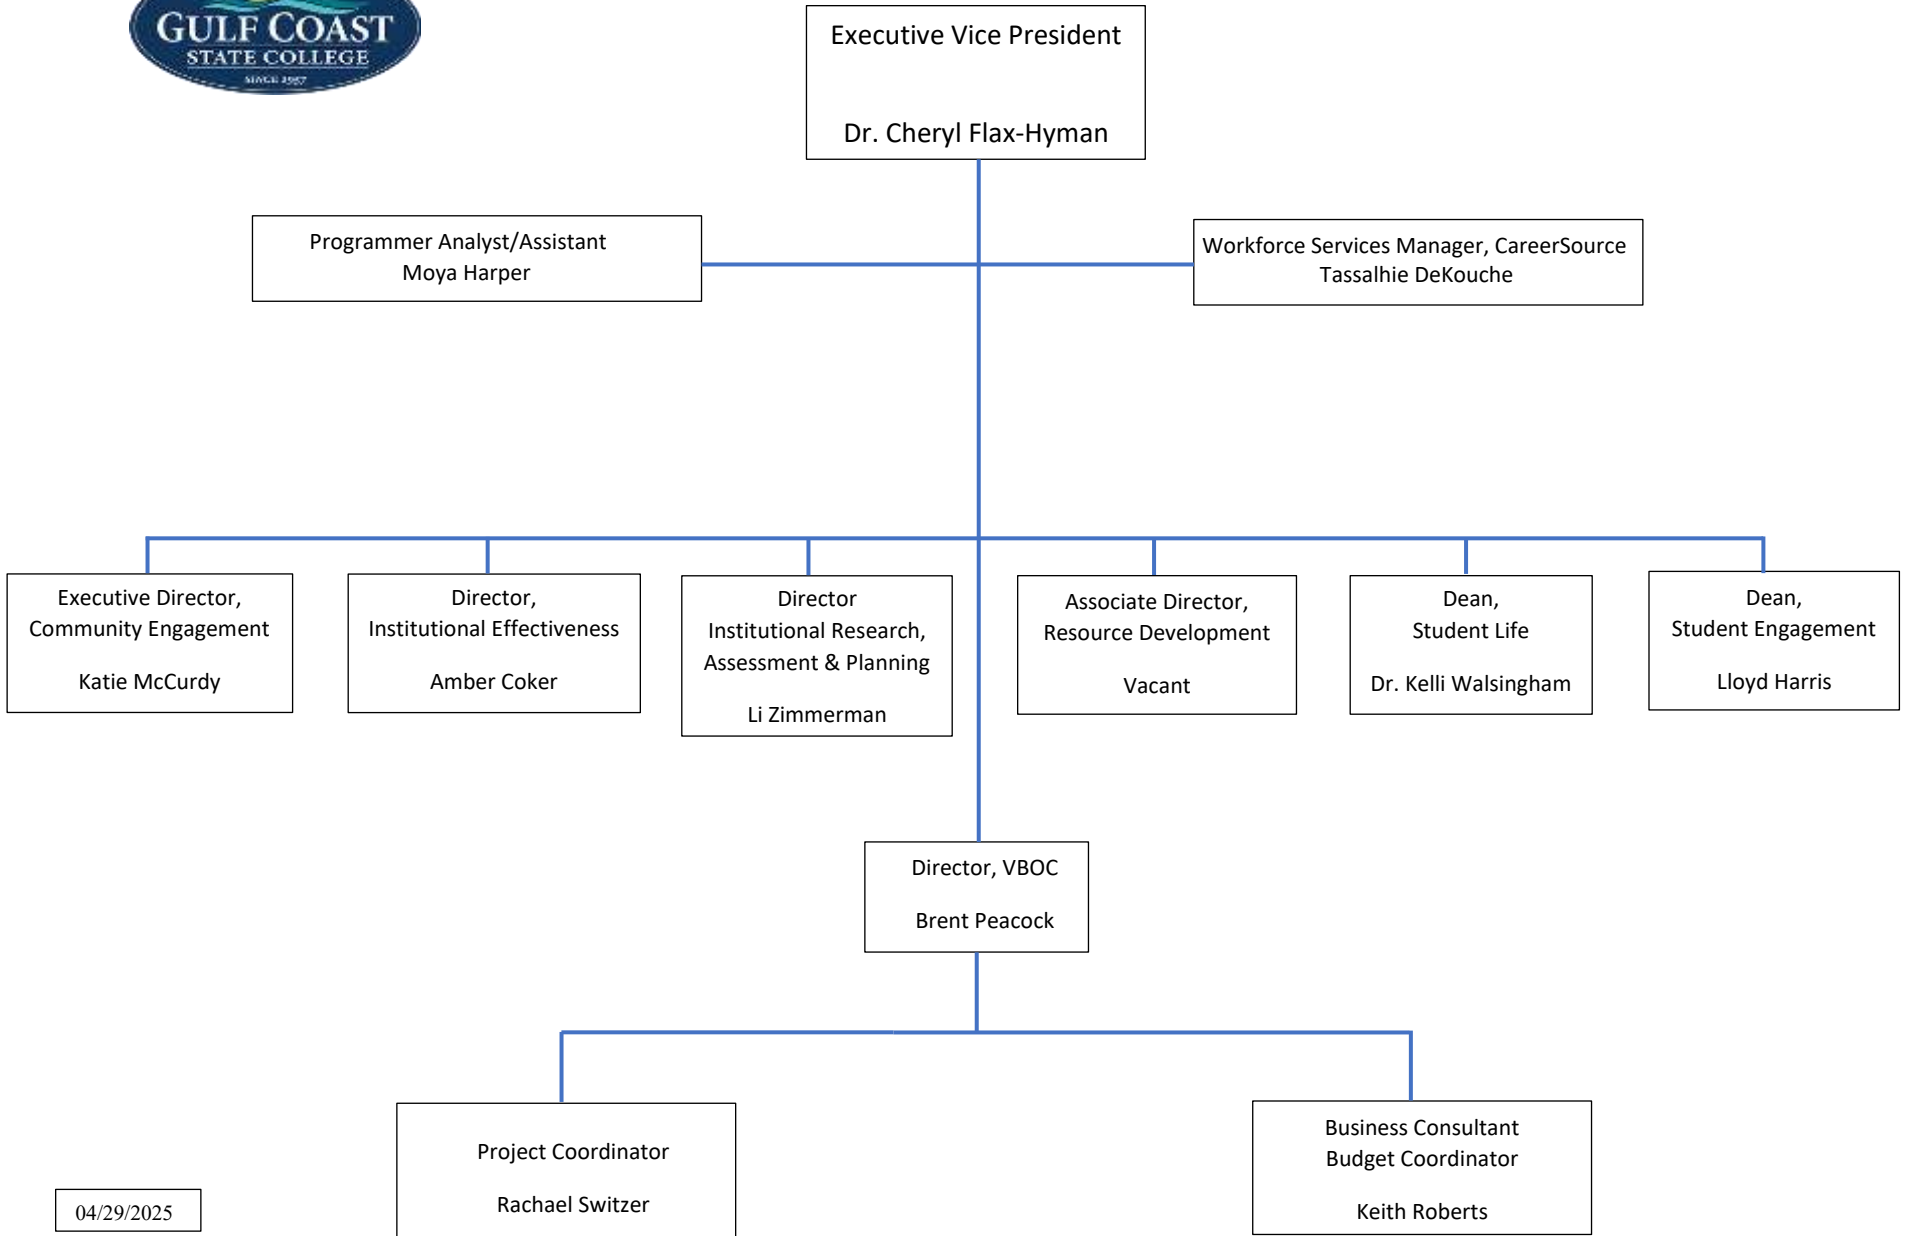 GULF COAST
STATE COLLEGE
SINCE 1957
Executive Vice President
Dr. Cheryl Flax-Hyman
Programmer Analyst/Assistant
Moya Harper
Workforce Services Manager, CareerSource
Tassalhie DeKouche
Executive Director,
Community Engagement
Katie McCurdy
Director,
Institutional Effectiveness
Amber Coker
Director
Institutional Research,
Assessment & Planning
Li Zimmerman
Associate Director,
Resource Development
Vacant
Dean,
Student Life
Dr. Kelli Walsingham
Dean,
Student Engagement
Lloyd Harris
Director, VBOC
Brent Peacock
Project Coordinator
Rachael Switzer
Business Consultant
Budget Coordinator
Keith Roberts
04/29/2025